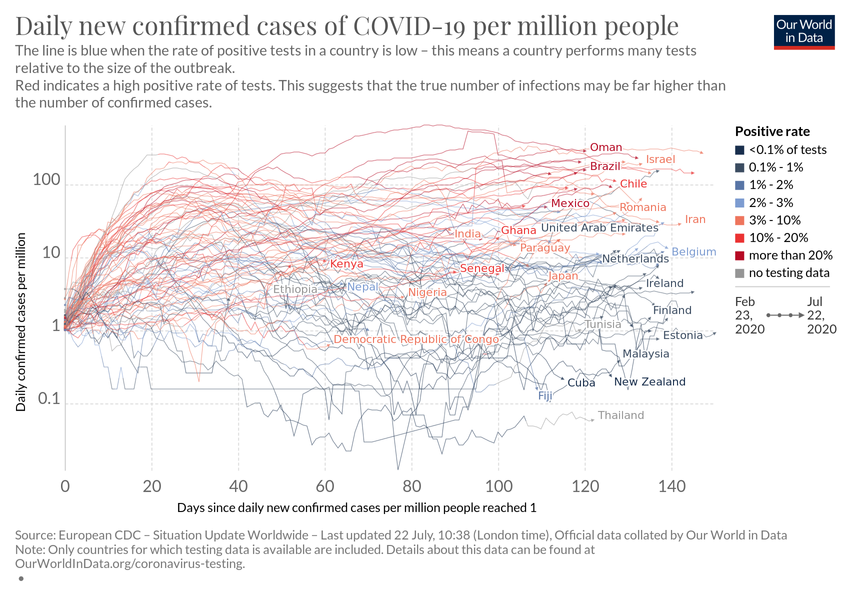 Daily new confirmed cases of COVID-19 per million people
Our World
in Data
The line is blue when the rate of positive tests in a country is low – this means a country performs many tests
relative to the size of the outbreak.
Red indicates a high positive rate of tests. This suggests that the true number of infections may be far higher than
the number of confirmed cases.
Daily confirmed cases per million
100
10
1
0.1
0
20
40
60
80
100
120
140
Days since daily new confirmed cases per million people reached 1
Oman
Israel
Brazil
Chile
Mexico
Romania
Iran
India
Ghana
United Arab Emirates
Paraguay
Belgium
Netherlands
Kenya
Senegal
Japan
Ethiopia
Nepal
Nigeria
Ireland
Finland
Tunisia
Estonia
Democratic Republic of Congo
Malaysia
Cuba
New Zealand
Fiji
Thailand
Positive rate
<0.1% of tests
0.1% - 1%
1% - 2%
2% - 3%
3% - 10%
10% - 20%
more than 20%
no testing data
Feb
23,
2020
Jul
22,
2020
Source: European CDC – Situation Update Worldwide – Last updated 22 July, 10:38 (London time), Official data collated by Our World in Data
Note: Only countries for which testing data is available are included. Details about this data can be found at
OurWorldInData.org/coronavirus-testing.